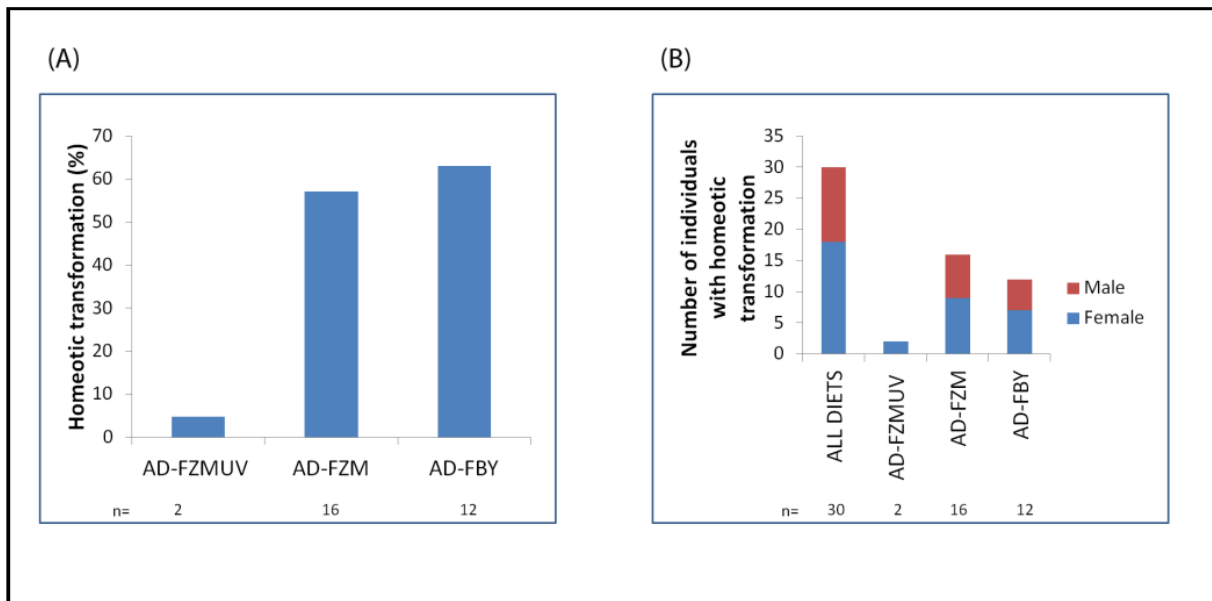 (A)
Homeotic transformation (%)
70
60
50
40
30
20
10
0
AD-FZMUV AD-FZM AD-FBY
n= 2 16 12
(B)
Number of individuals
with homeotic
transformation
35
30
25
20
15
10
5
0
Male
Female
ALL DIETS
AD-FZMUV
AD-FZM
AD-FBY
n= 30 2 16 12